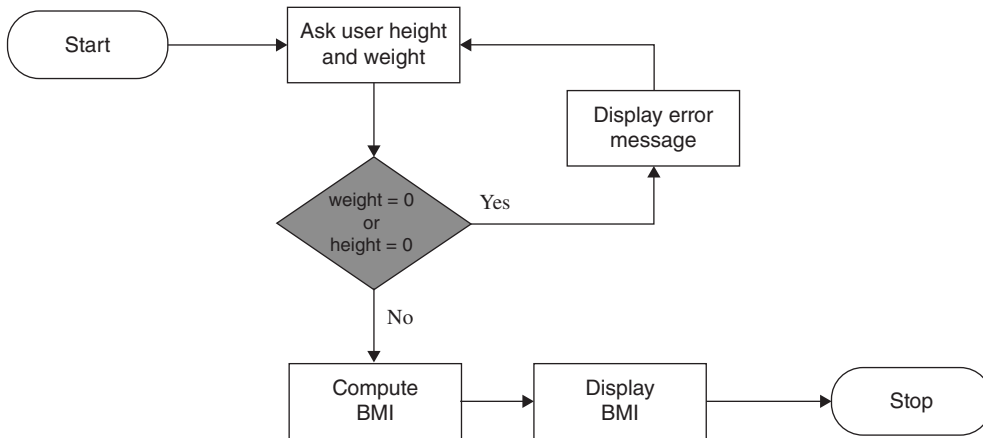 Start
Ask user height
and weight
Display error
message
weight = 0
or
height = 0
Yes
No
Compute
BMI
Display
BMI
Stop